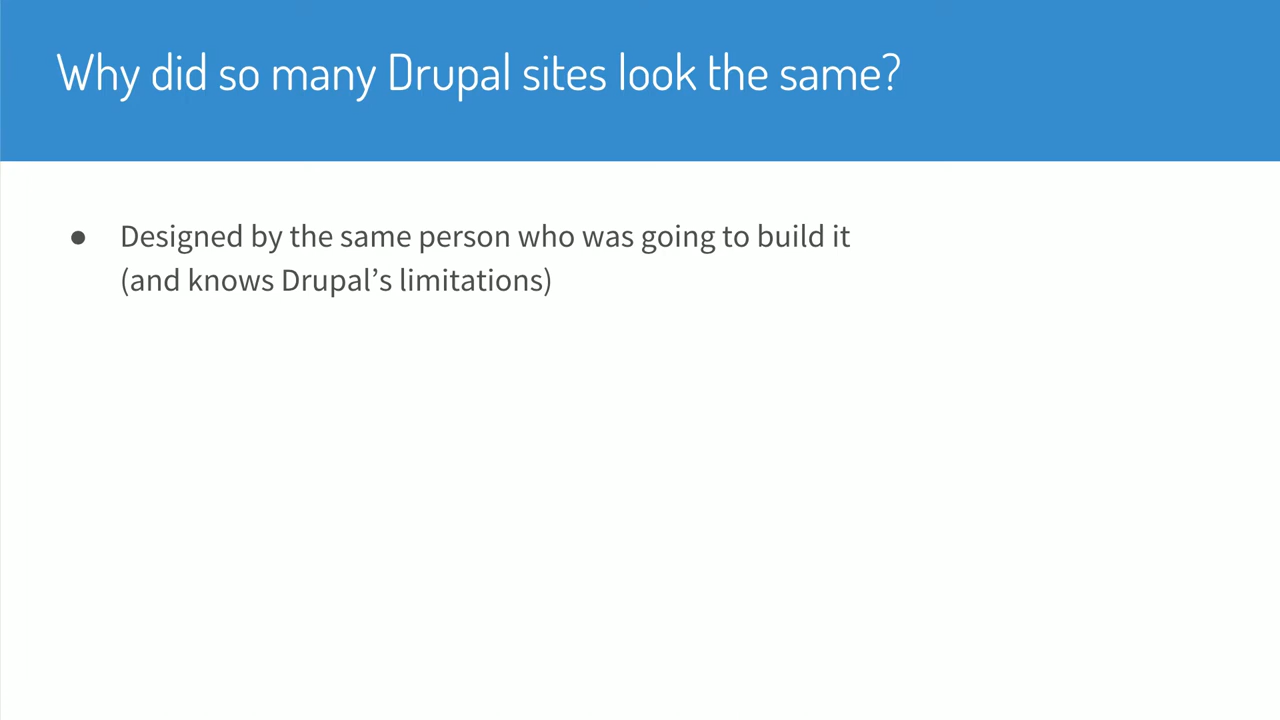 Why did so many Drupal sites look the same?
● Designed by the same person who was going to build it
(and knows Drupal’s limitations)